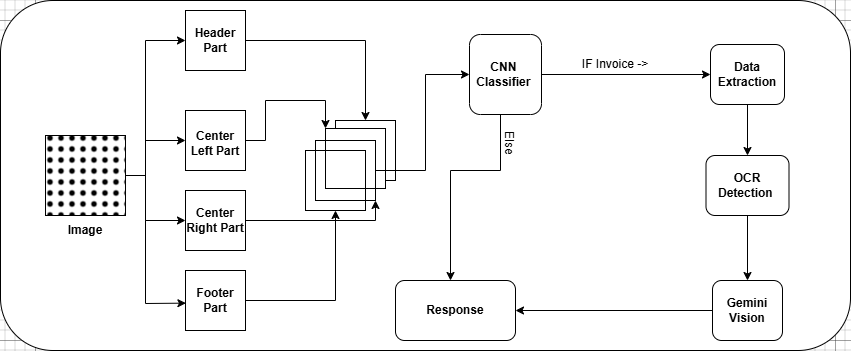 Header
Part
Center
Left Part
Center
Right Part
Footer
Part
Image
CNN
Classifier
IF Invoice ->
Else
Data
Extraction
OCR
Detection
Gemini
Vision
Response